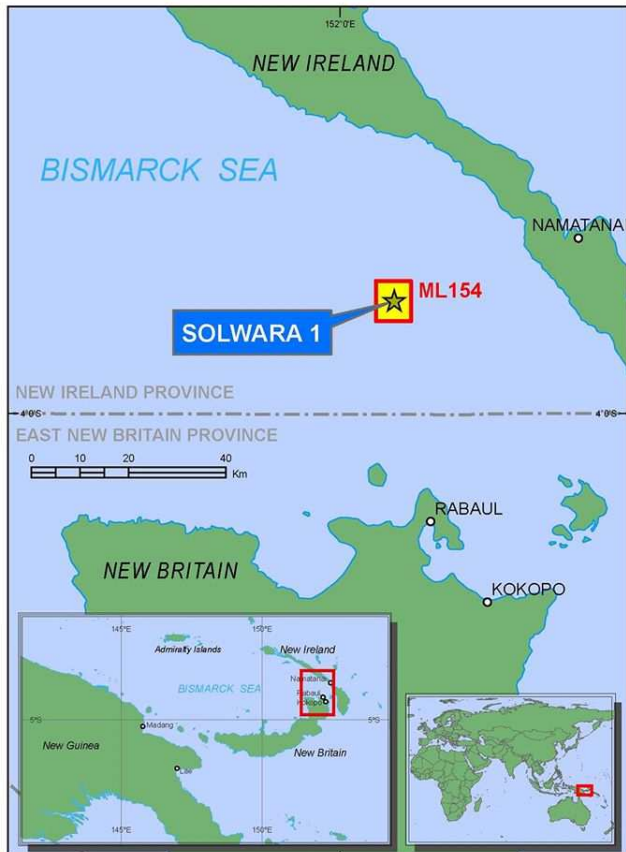 152°0'E
NEW IRELAND
BISMARCK SEA
NAMATANAI
ML154
SOLWARA 1
NEW IRELAND PROVINCE
4°0'S
4°0'S
EAST NEW BRITAIN PROVINCE
0
10
20
40
Km
RABAUL
NEW BRITAIN
KOKOPO
145°E
150°E
Admiralty Islands
New Ireland
Namatanai
BISMARCK SEA
Rabaul
Kokopo
5°S
5°S
Madang
New Guinea
New Britain
Lae
145°E
150°E